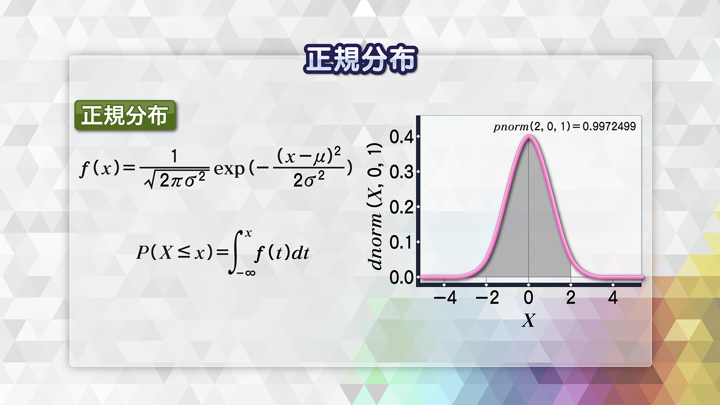 正規分布
正規分布
f(x)=1/√2πσ² exp(−(x−μ)²/2σ²)
P(X≤x)=∫−∞x f(t)dt
pnorm(2, 0, 1)=0.9972499
dnorm (X, 0, 1)
0.4
0.3
0.2
0.1
0.0
−4 −2 0 2 4
X